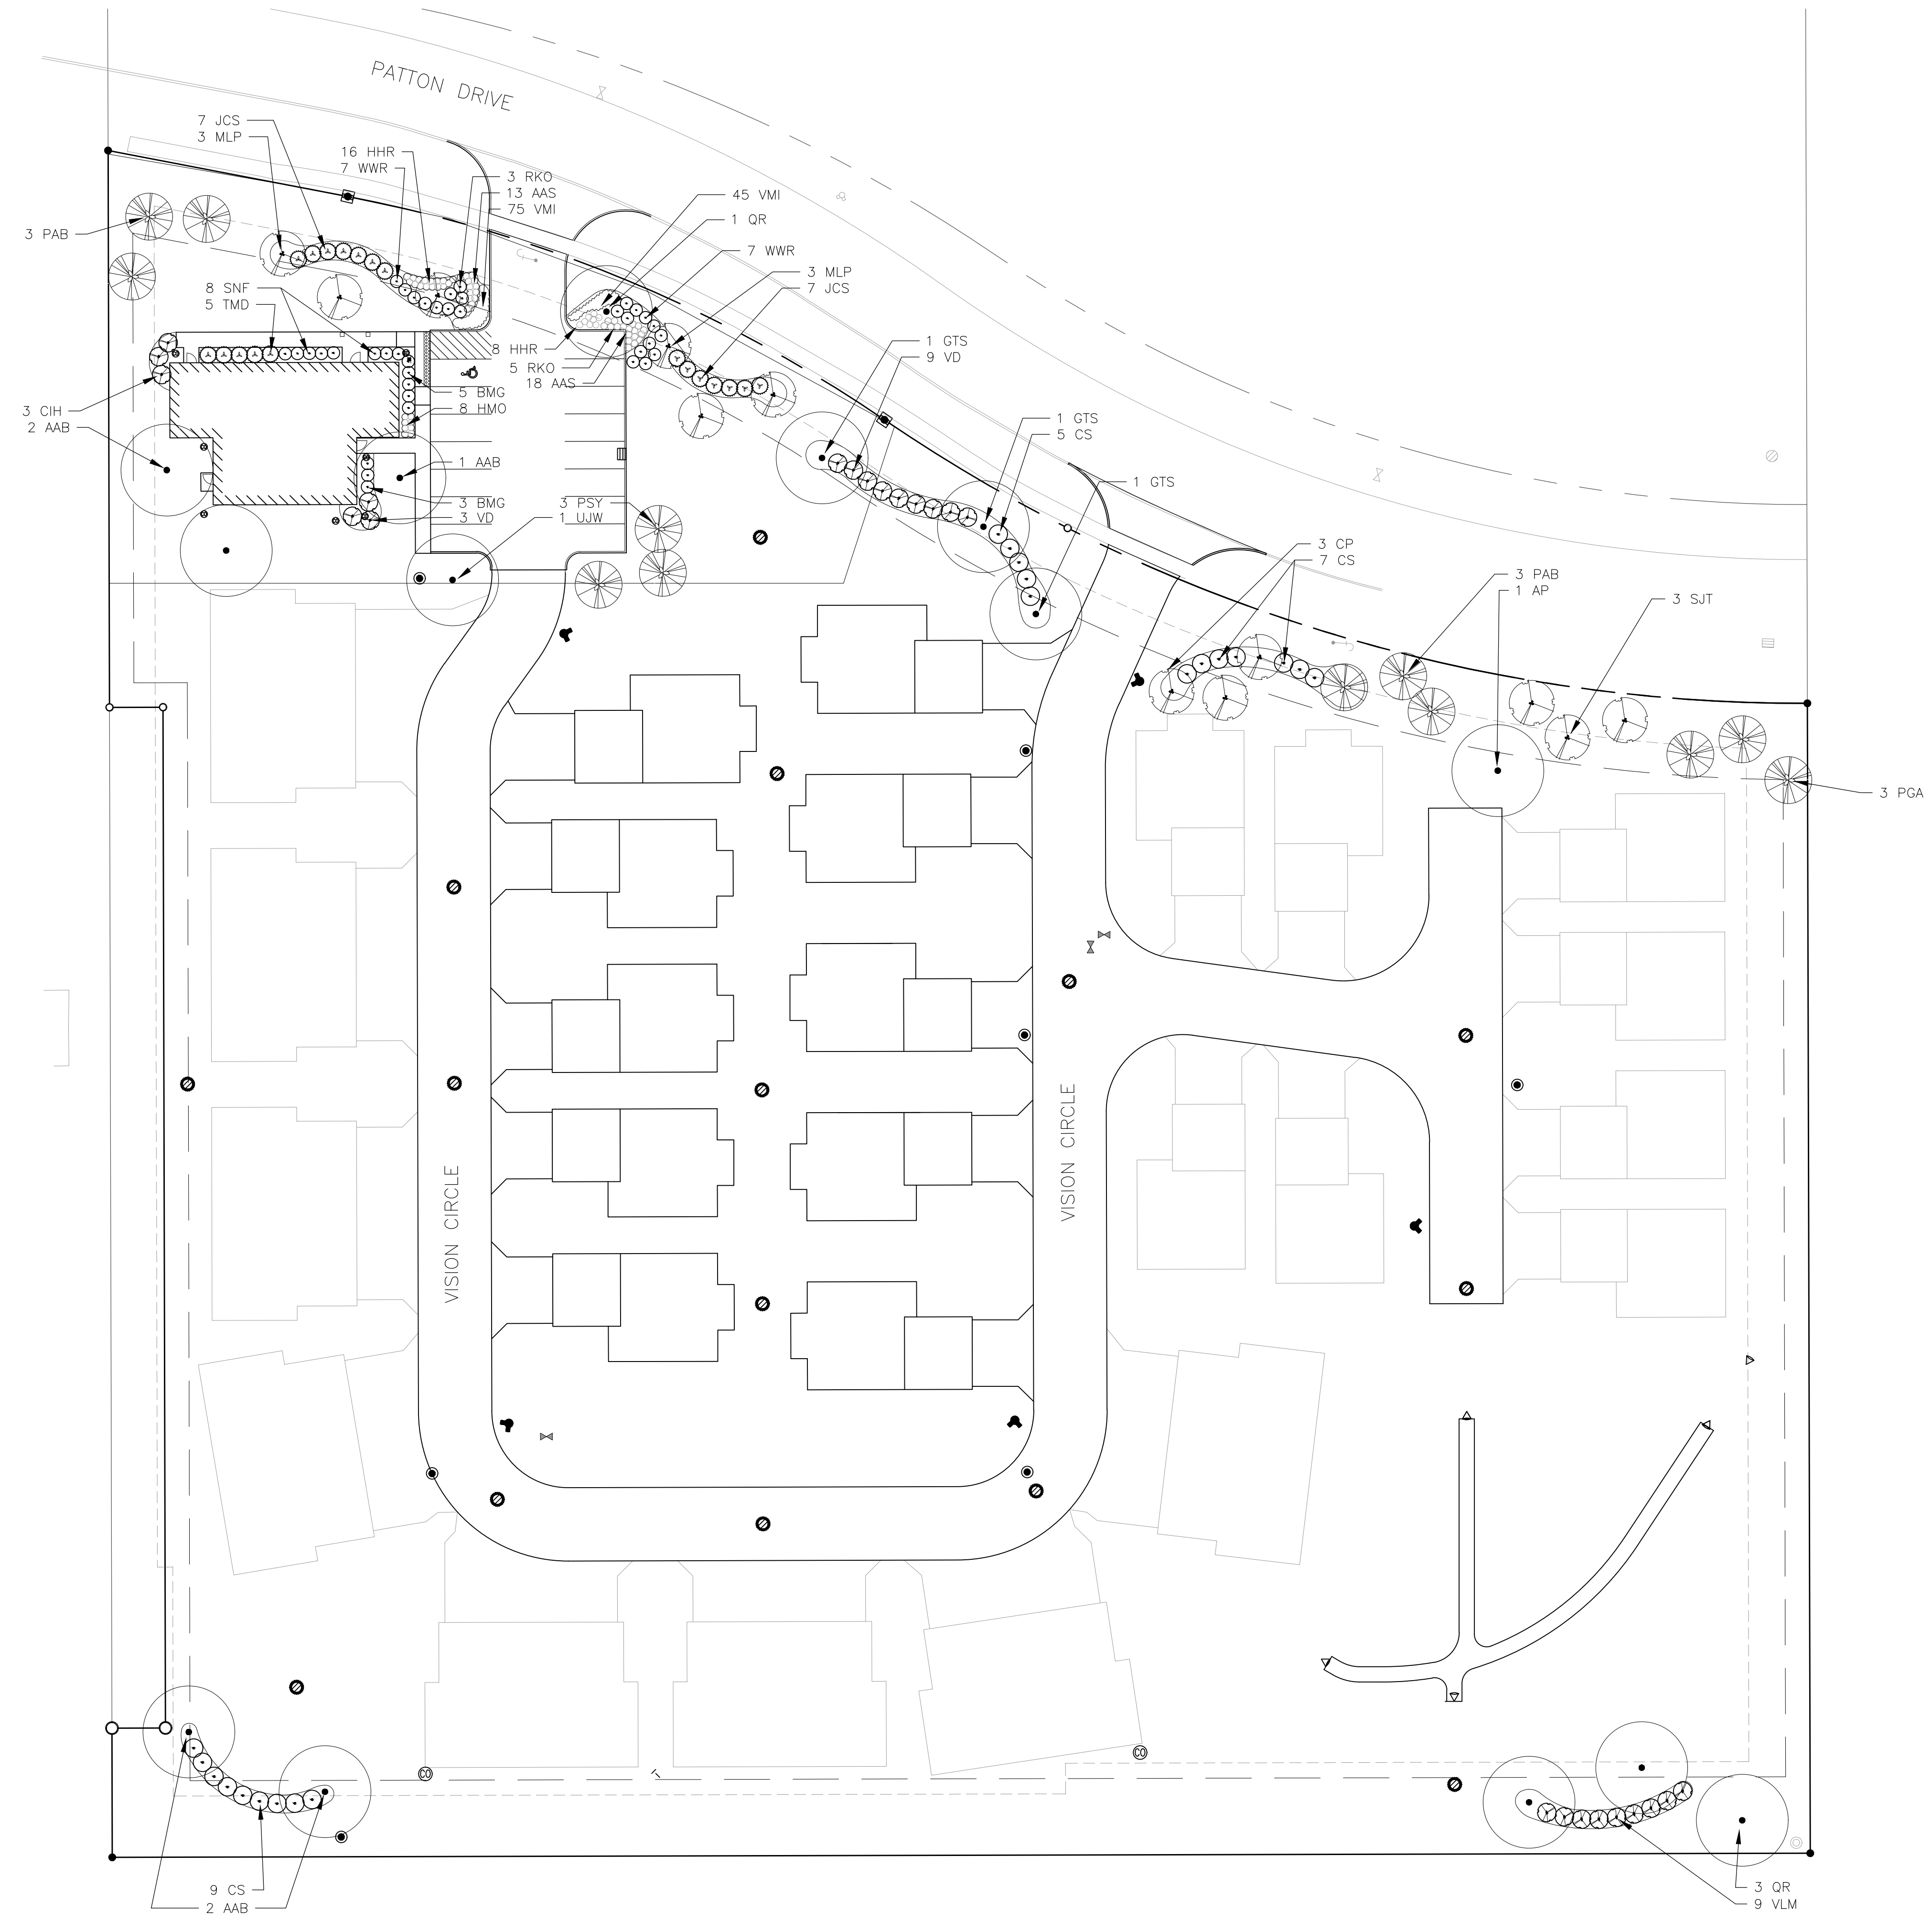 PATTON DRIVE
7 JCS
3 MLP
16 HHR
7 WWR
3 RKO
13 AAS
75 VMI
45 VMI
1 QR
3 PAB
7 WWR
3 MLP
7 JCS
8 SNF
5 TMD
8 HHR
5 RKO
18 AAS
1 GTS
9 VD
3 CIH
2 AAB
5 BMG
8 HMO
1 GTS
5 CS
1 AAB
1 GTS
3 BMG
3 VD
3 PSY
1 UJW
3 CP
7 CS
3 PAB
1 AP
3 SJT
3 PGA
VISION CIRCLE
VISION CIRCLE
CO
CO
9 CS
2 AAB
3 QR
9 VLM